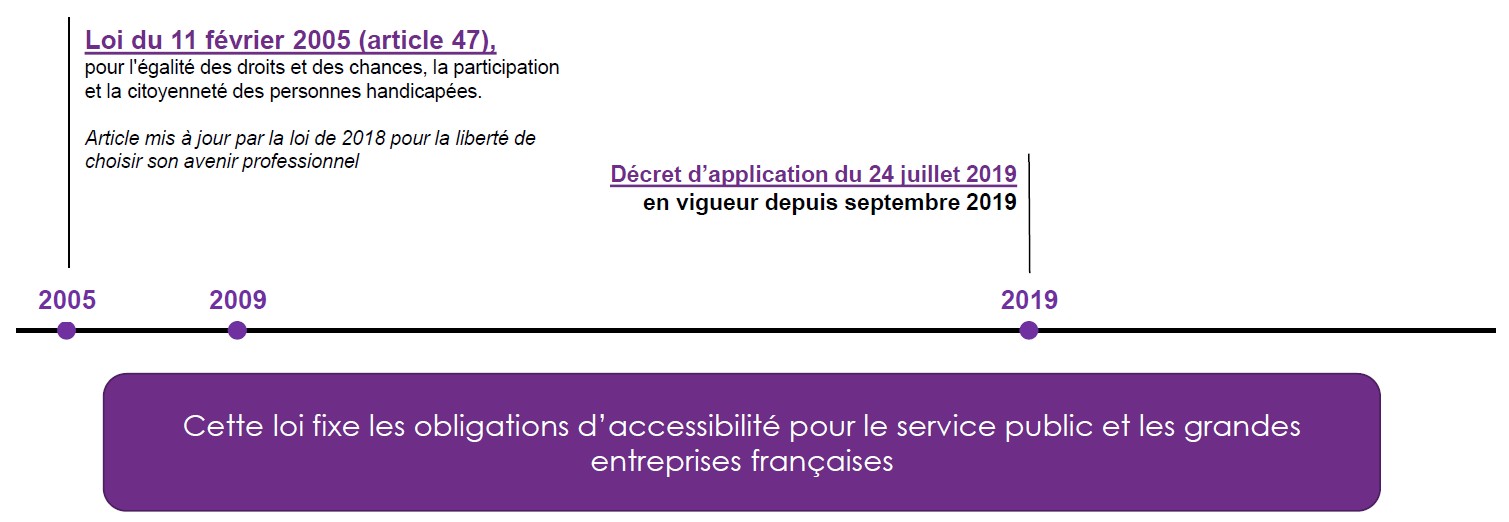 Loi du 11 février 2005 (article 47),
pour l'égalité des droits et des chances, la participation
et la citoyenneté des personnes handicapées.
Article mis à jour par la loi de 2018 pour la liberté de
choisir son avenir professionnel
Décret d’application du 24 juillet 2019
en vigueur depuis septembre 2019
2005
2009
2019
Cette loi fixe les obligations d’accessibilité pour le service public et les grandes
entreprises françaises